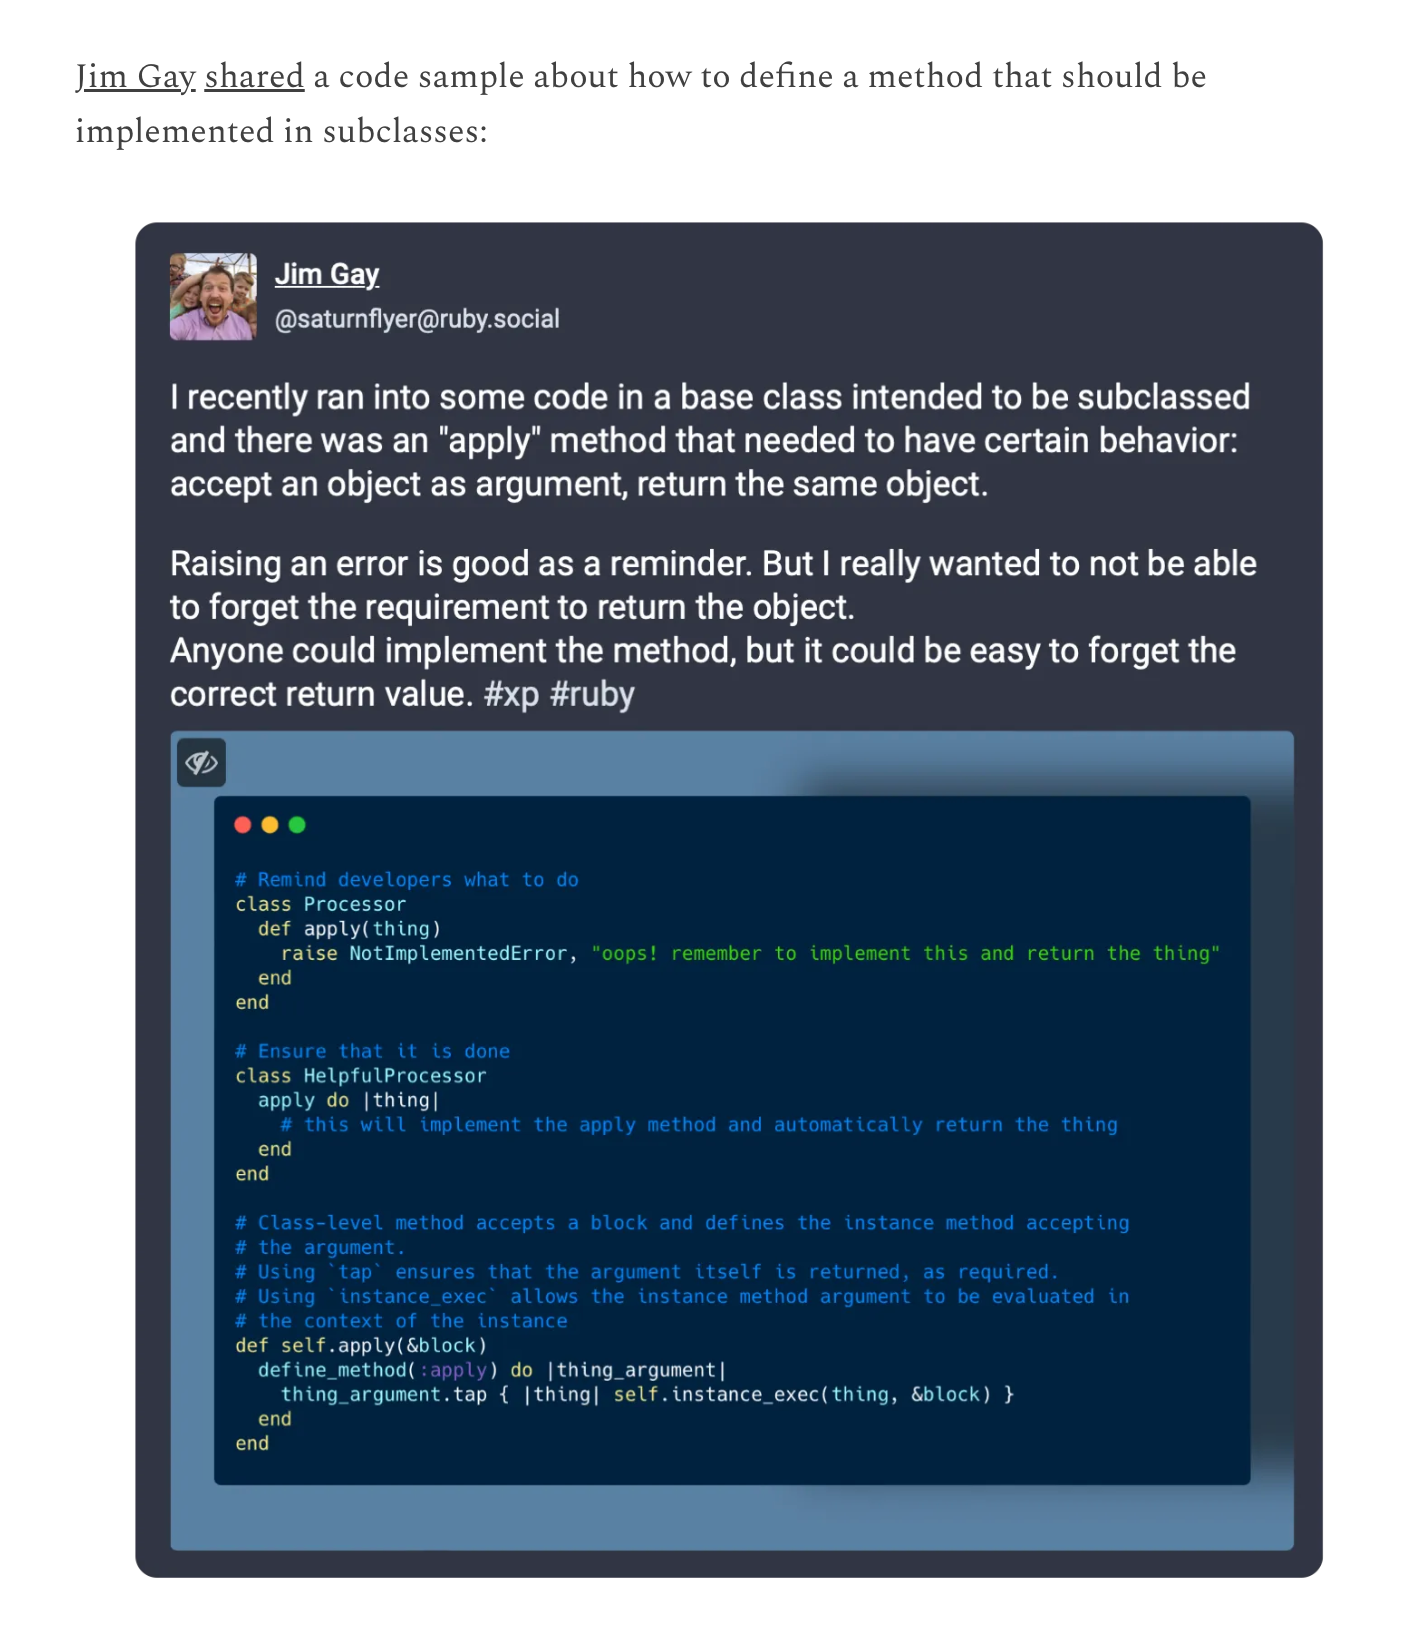 Jim Gay shared a code sample about how to define a method that should be
implemented in subclasses:
Jim Gay
@saturnflyer@ruby.social
I recently ran into some code in a base class intended to be subclassed
and there was an "apply" method that needed to have certain behavior:
accept an object as argument, return the same object.
Raising an error is good as a reminder. But I really wanted to not be able
to forget the requirement to return the object.
Anyone could implement the method, but it could be easy to forget the
correct return value. #xp #ruby
# Remind developers what to do
class Processor
  def apply(thing)
    raise NotImplementedError, "oops! remember to implement this and return the thing"
  end
end
# Ensure that it is done
class HelpfulProcessor
  apply do |thing|
    # this will implement the apply method and automatically return the thing
  end
end
# Class-level method accepts a block and defines the instance method accepting
# the argument.
# Using `tap` ensures that the argument itself is returned, as required.
# Using `instance_exec` allows the instance method argument to be evaluated in
# the context of the instance
def self.apply(&block)
  define_method(:apply) do |thing_argument|
    thing_argument.tap { |thing| self.instance_exec(thing, &block) }
  end
end